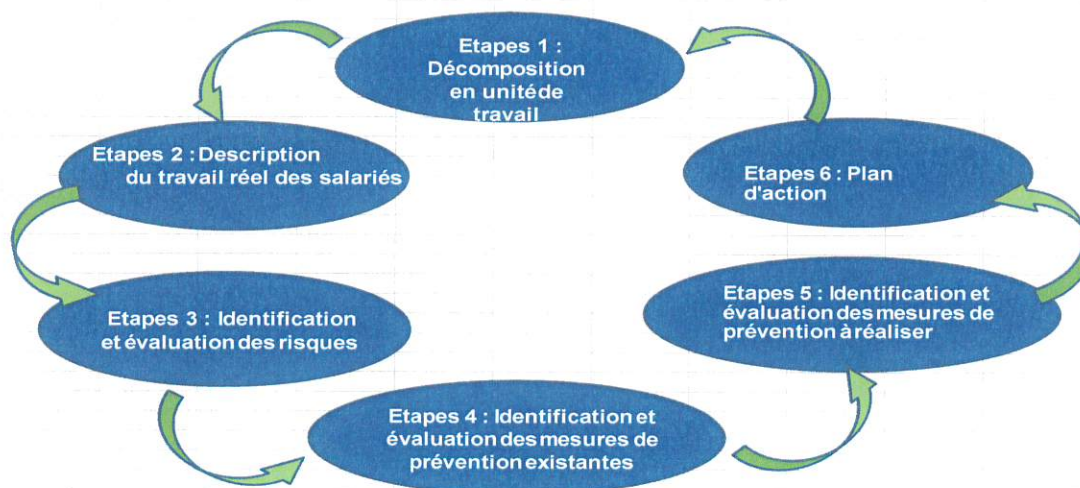 Etapes 1 :
Décomposition
en unitéde
travail
Etapes 2 : Description
du travail réel des salariés
Etapes 3 : Identification
et évaluation des risques
Etapes 4 : Identification et
évaluation des mesures de
prévention existantes
Etapes 5 : Identification et
évaluation des mesures de
prévention à réaliser
Etapes 6 : Plan
d'action